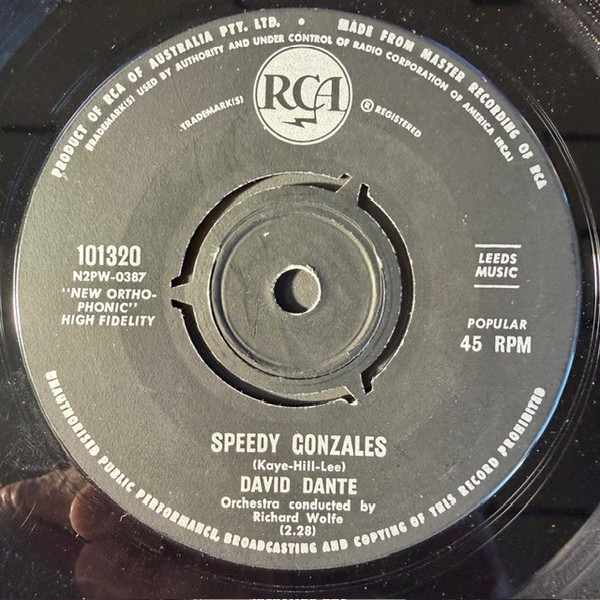 PRODUCT OF RCA OF AUSTRALIA PTY. LTD. • MADE FROM MASTER RECORDING OF RCA
TRADEMARK(S) USED BY AUTHORITY AND UNDER CONTROL OF RADIO CORPORATION OF AMERICA (RCA)
RCA
TRADEMARK(S)
® REGISTERED
101320
N2PW-0387
"NEW ORTHO-
PHONIC"
HIGH FIDELITY
LEEDS
MUSIC
POPULAR
45 RPM
SPEEDY GONZALES
(Kaye-Hill-Lee)
DAVID DANTE
Orchestra conducted by
Richard Wolfe
(2.28)
UNAUTHORISED PUBLIC PERFORMANCE, BROADCASTING AND COPYING OF THIS RECORD PROHIBITED